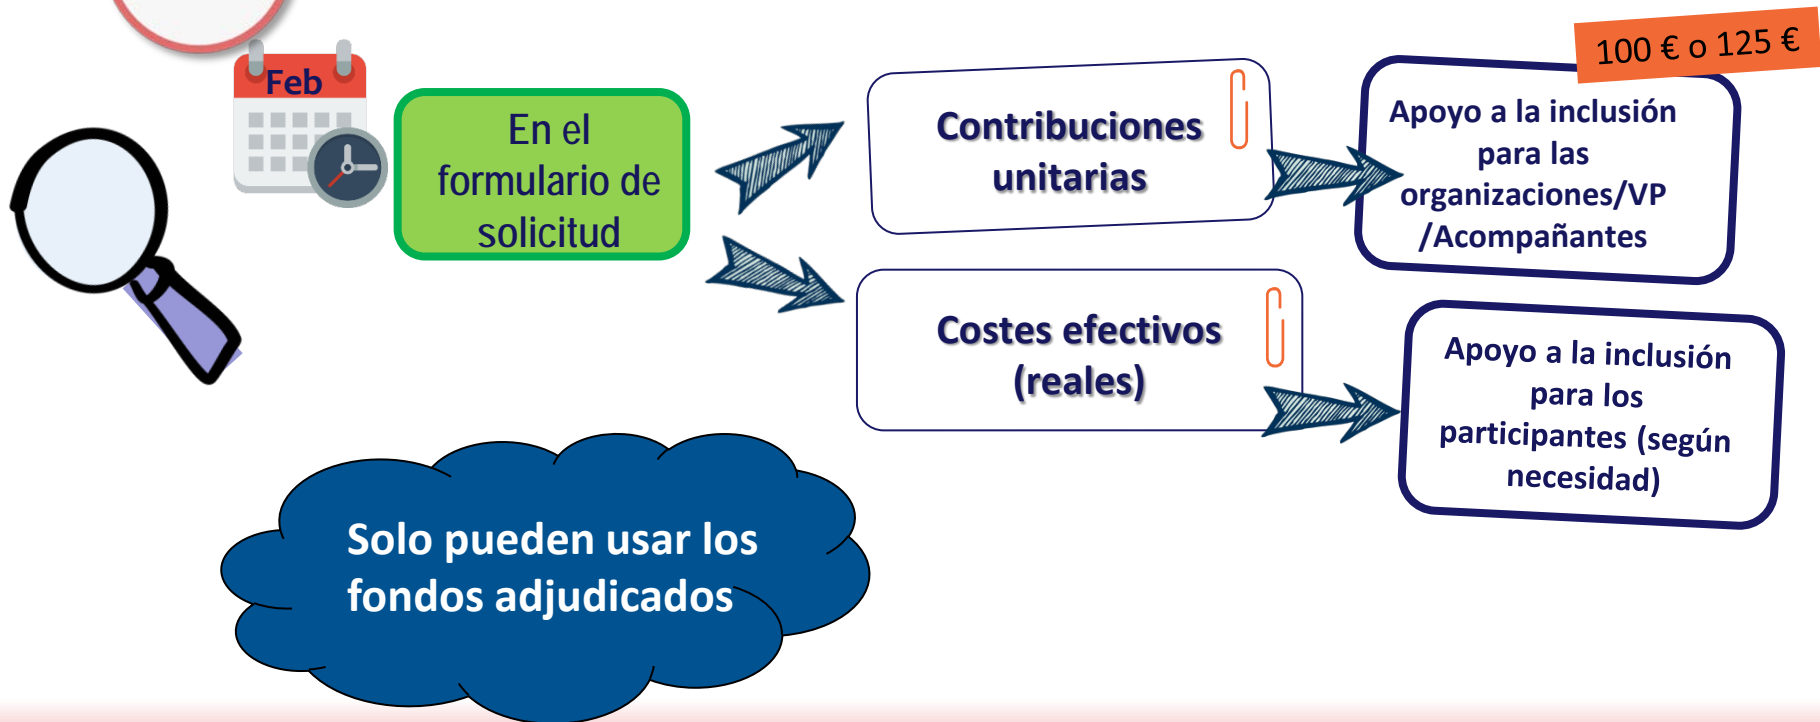 Feb
En el
formulario de
solicitud
Contribuciones
unitarias
100 € o 125 €
Apoyo a la inclusión
para las
organizaciones/VP
/Acompañantes
Costes efectivos
(reales)
Apoyo a la inclusión
para los
participantes (según
necesidad)
Solo pueden usar los
fondos adjudicados